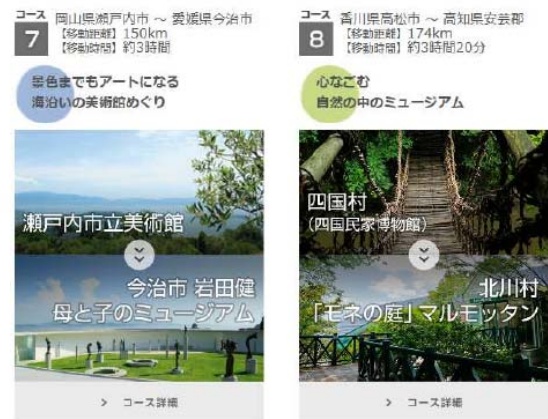 コース
7
岡山県瀬戸内市 ～ 愛媛県今治市
【移動距離】150km
【移動時間】約3時間
景色までもアートになる
海沿いの美術館めぐり
瀬戸内市立美術館
今治市 岩田健
母と子のミュージアム
> コース詳細
コース
8
香川県高松市 ～ 高知県安芸郡
【移動距離】174km
【移動時間】約3時間20分
心なごむ
自然の中のミュージアム
四国村
（四国民家博物館）
北川村
「モネの庭」マルモッタン
> コース詳細